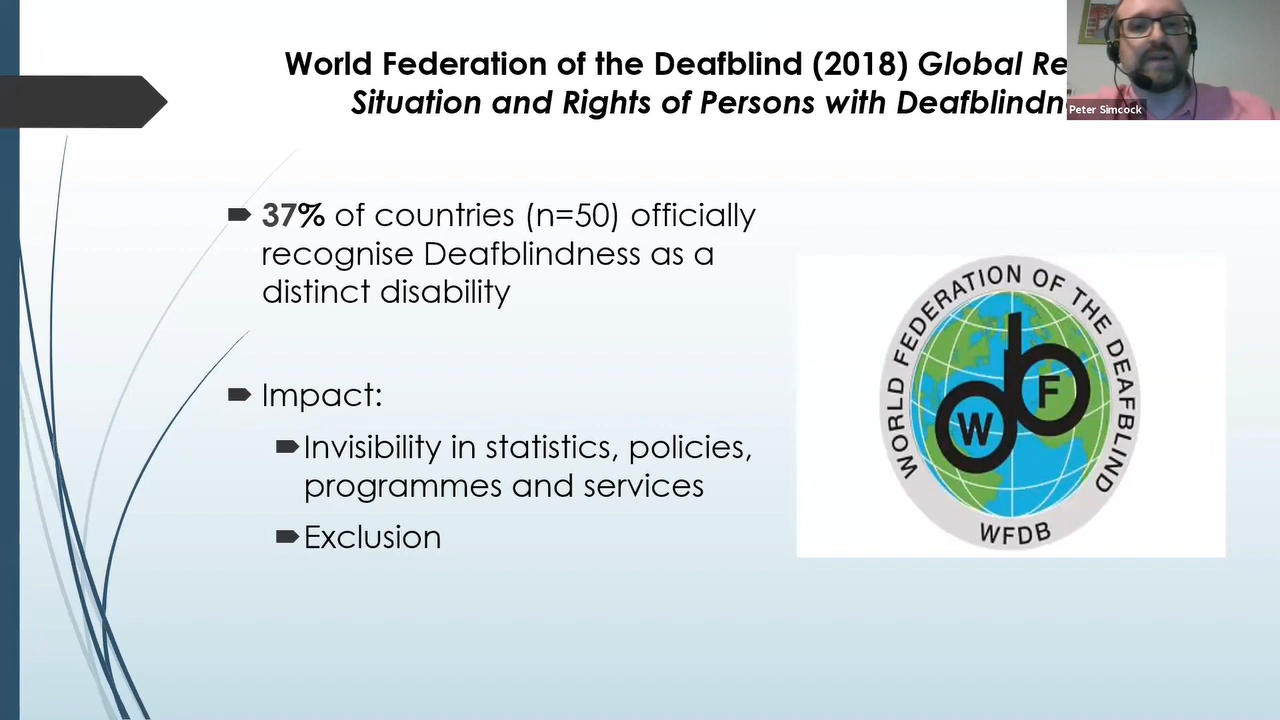 World Federation of the Deafblind (2018) Global Re
Situation and Rights of Persons with Deafblindn
Peter Simcock
37% of countries (n=50) officially
recognise Deafblindness as a
distinct disability
Impact:
Invisibility in statistics, policies,
programmes and services
Exclusion
WORLD FEDERATION OF THE DEAFBLIND
db
W
F
WFDB